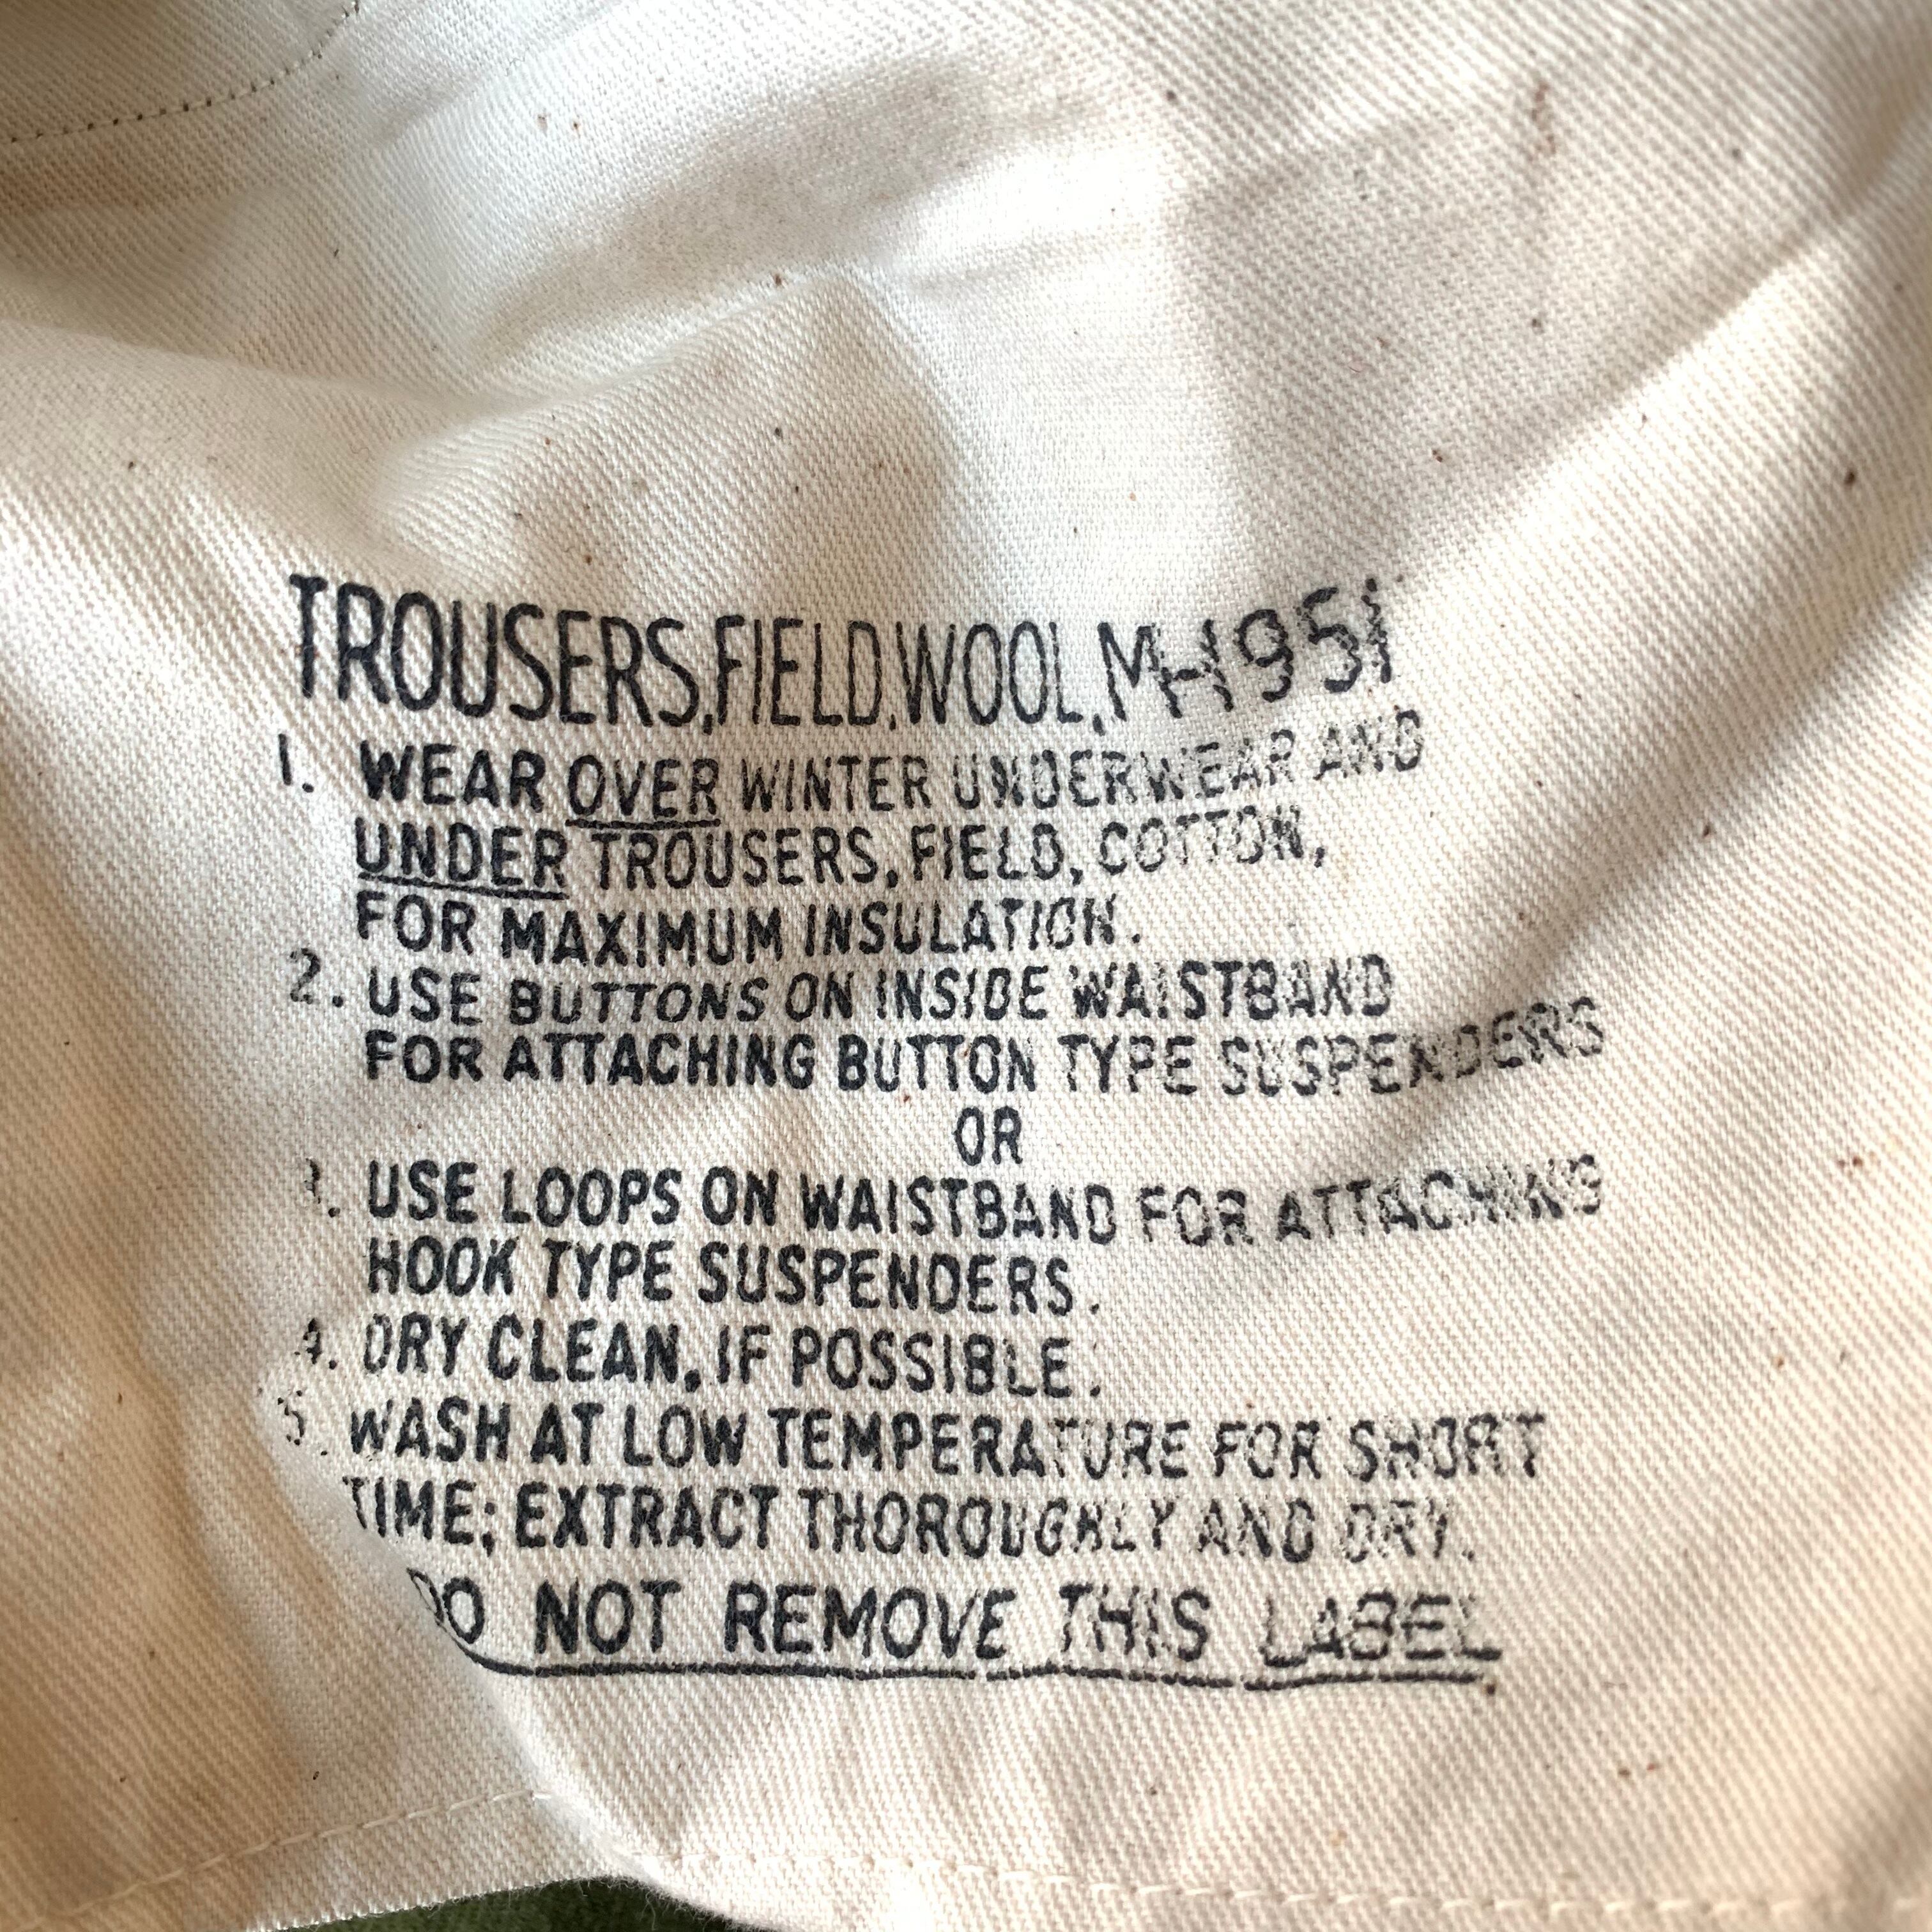 TROUSERS, FIELD, WOOL, M-1951
1. WEAR OVER WINTER UNDERWEAR AND
UNDER TROUSERS, FIELD, COTTON,
FOR MAXIMUM INSULATION.
2. USE BUTTONS ON INSIDE WAISTBAND
FOR ATTACHING BUTTON TYPE SUSPENDERS
OR
3. USE LOOPS ON WAISTBAND FOR ATTACHING
HOOK TYPE SUSPENDERS.
4. DRY CLEAN, IF POSSIBLE.
5. WASH AT LOW TEMPERATURE FOR SHORT
TIME; EXTRACT THOROUGHLY AND DRY.
DO NOT REMOVE THIS LABEL